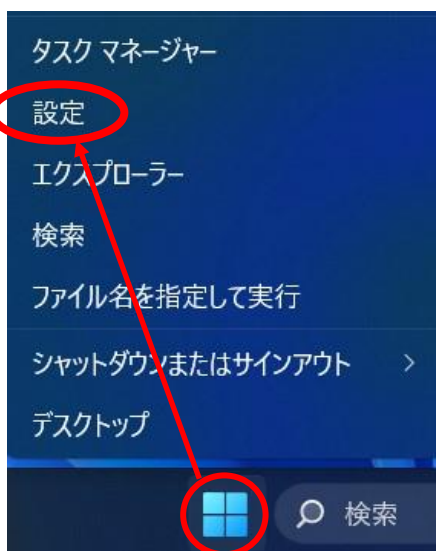 タスク マネージャー
設定
エクスプローラー
検索
ファイル名を指定して実行
シャットダウンまたはサインアウト
デスクトップ
検索